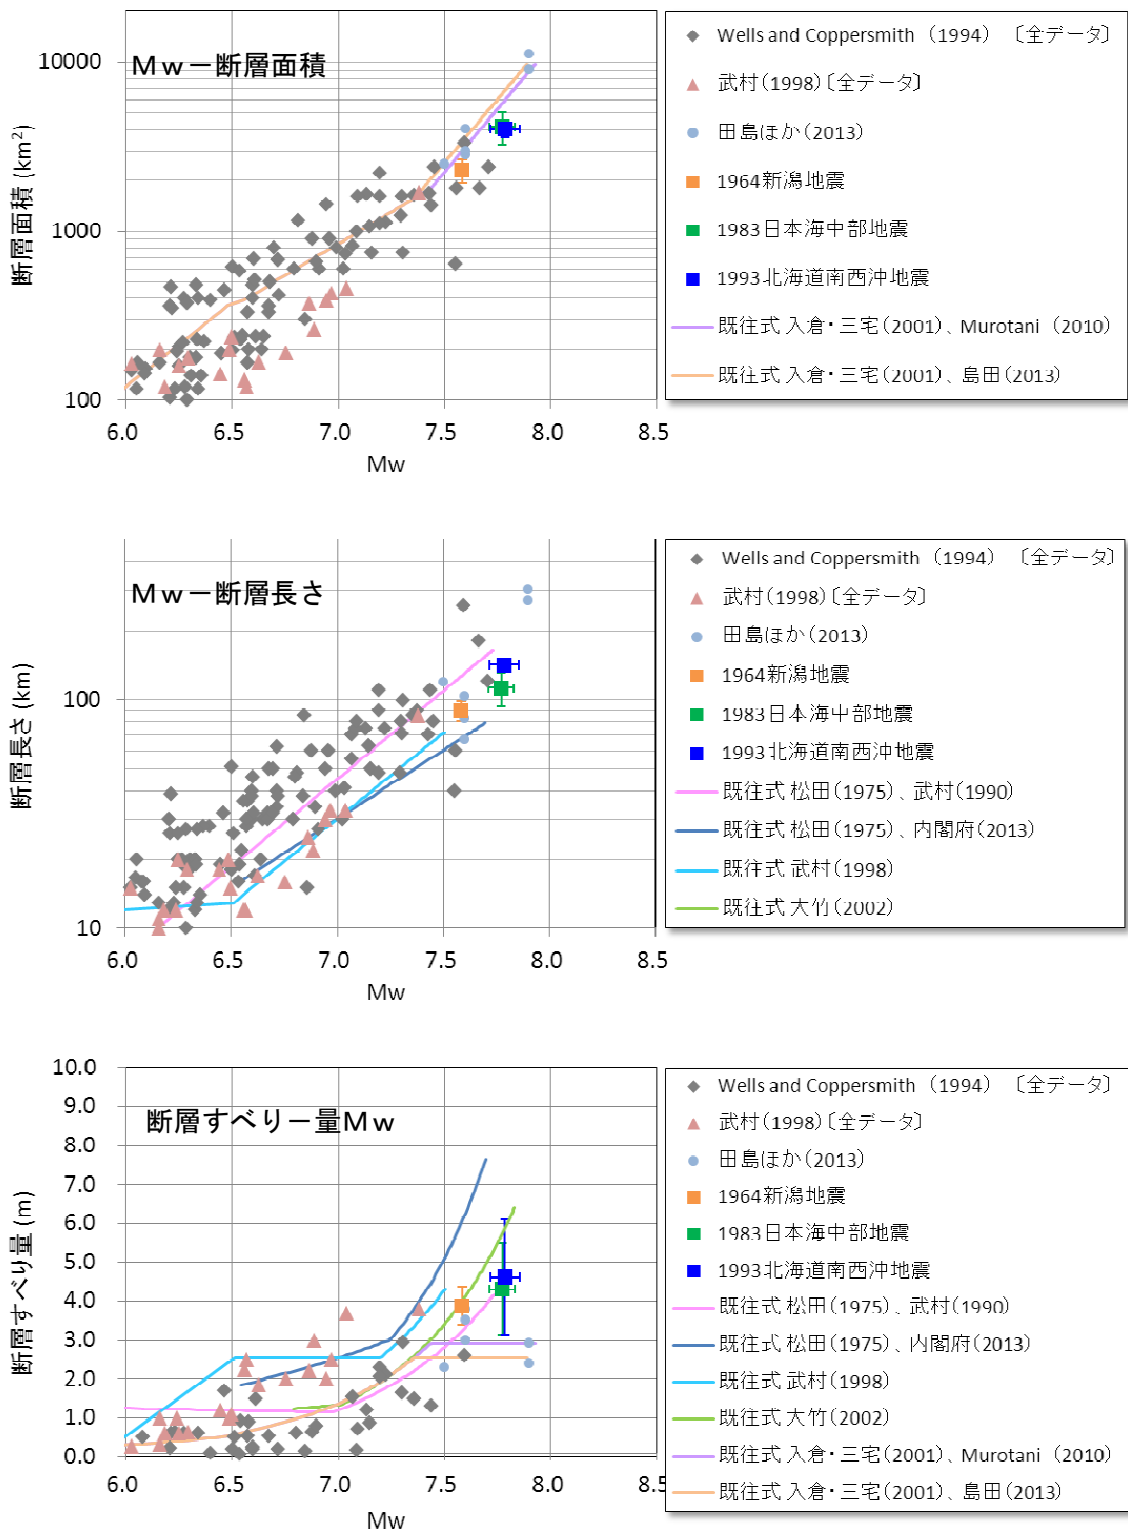 Mw－断層面積
断層面積 (km²)
10000
1000
100
6.0 6.5 7.0 7.5 8.0 8.5
Mw
Wells and Coppersmith （1994） 〔全データ〕
武村(1998)〔全データ〕
田島ほか(2013)
1964新潟地震
1983日本海中部地震
1993北海道南西沖地震
既往式 入倉・三宅(2001)、Murotani （2010)
既往式 入倉・三宅(2001)、島田(2013)
Mw－断層長さ
断層長さ (km)
100
10
6.0 6.5 7.0 7.5 8.0 8.5
Mw
Wells and Coppersmith （1994） 〔全データ〕
武村(1998)〔全データ〕
田島ほか(2013)
1964新潟地震
1983日本海中部地震
1993北海道南西沖地震
既往式 松田(1975)、武村(1990)
既往式 松田(1975)、内閣府(2013)
既往式 武村(1998)
既往式 大竹(2002)
断層すべり－量Mw
断層すべり量 (m)
10.0
9.0
8.0
7.0
6.0
5.0
4.0
3.0
2.0
1.0
0.0
6.0 6.5 7.0 7.5 8.0 8.5
Mw
Wells and Coppersmith （1994） 〔全データ〕
武村(1998)〔全データ〕
田島ほか(2013)
1964新潟地震
1983日本海中部地震
1993北海道南西沖地震
既往式 松田(1975)、武村(1990)
既往式 松田(1975)、内閣府(2013)
既往式 武村(1998)
既往式 大竹(2002)
既往式 入倉・三宅(2001)、Murotani （2010)
既往式 入倉・三宅(2001)、島田(2013)